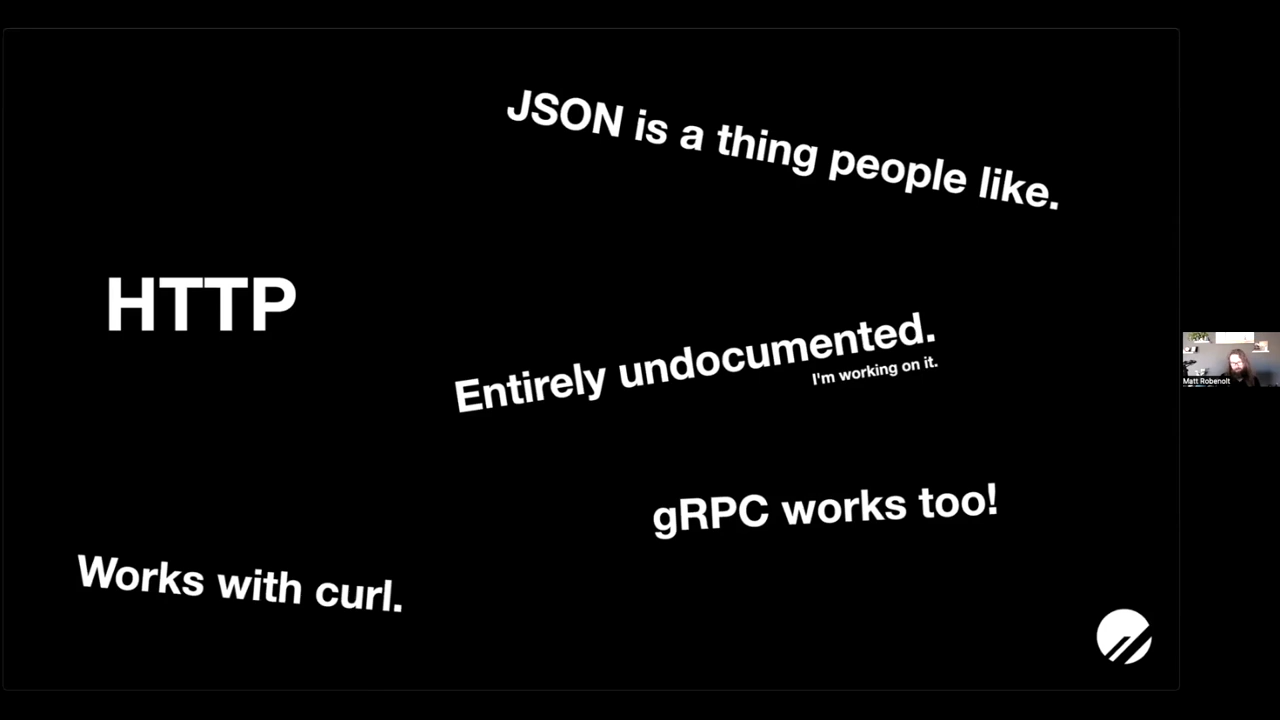 JSON is a thing people like.
HTTP
Entirely undocumented.
I'm working on it.
gRPC works too!
Works with curl.
Matt Robenolt